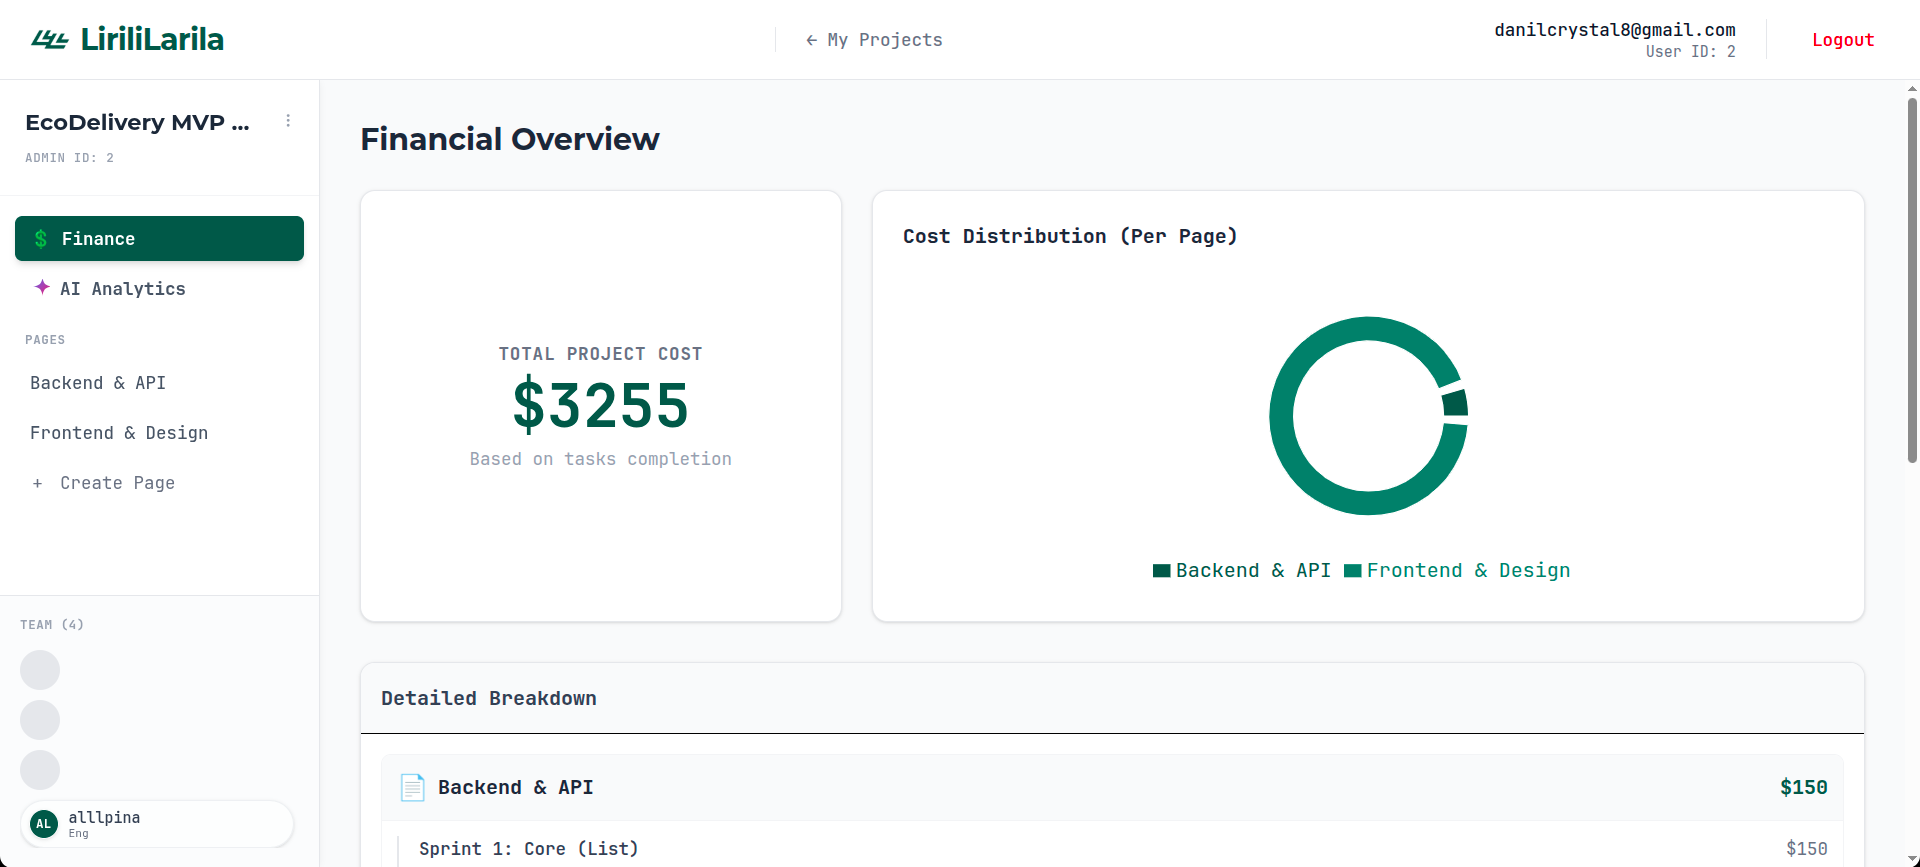 LiriliLarila
← My Projects
danilcrystal8@gmail.com
User ID: 2
Logout
EcoDelivery MVP ...
ADMIN ID: 2
$ Finance
AI Analytics
PAGES
Backend & API
Frontend & Design
+ Create Page
TEAM (4)
AL
alllpina
Eng
Financial Overview
TOTAL PROJECT COST
$3255
Based on tasks completion
Cost Distribution (Per Page)
Backend & API Frontend & Design
Detailed Breakdown
Backend & API $150
Sprint 1: Core (List) $150